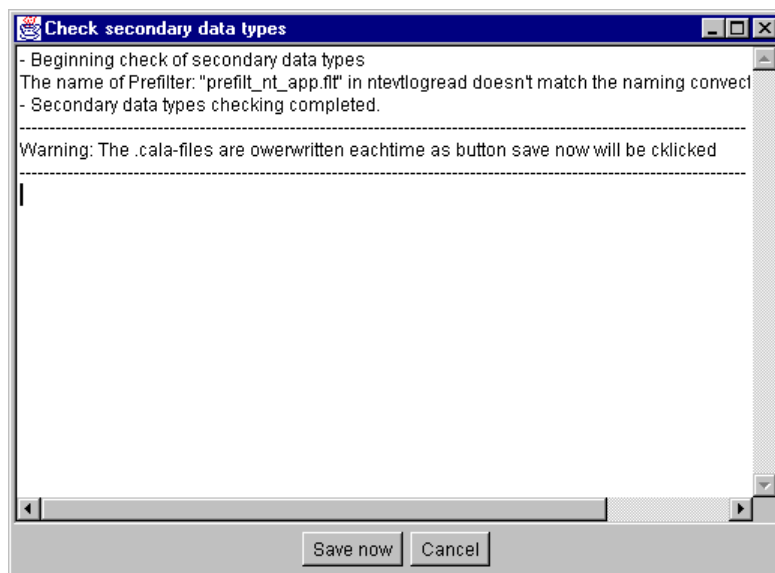 Check secondary data types
- Beginning check of secondary data types
The name of Prefilter: "prefilt_nt_app.flt" in ntevtlogread doesn't match the naming convect
- Secondary data types checking completed.
--------------------------------------------------------------------------------
Warning: The .cala-files are owerwritten eachtime as button save now will be cklicked
--------------------------------------------------------------------------------
Save now Cancel